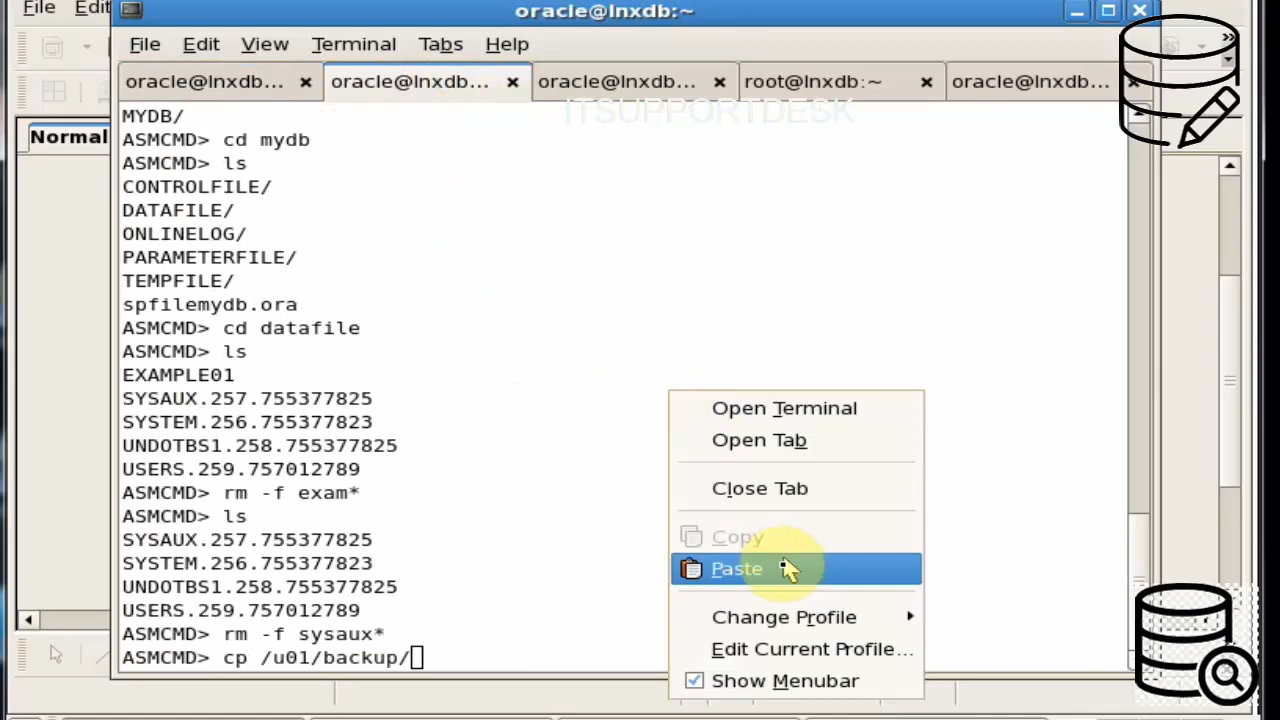 File Edit
oracle@lnxdb:~
File Edit View Terminal Tabs Help
oracle@lnxdb... oracle@lnxdb... oracle@lnxdb... root@lnxdb:~ oracle@lnxdb...
ITSUPPORTDESK
Normal
MYDB/
ASMCMD> cd mydb
ASMCMD> ls
CONTROLFILE/
DATAFILE/
ONLINELOG/
PARAMETERFILE/
TEMPFILE/
spfilemydb.ora
ASMCMD> cd datafile
ASMCMD> ls
EXAMPLE01
SYSAUX.257.755377825
SYSTEM.256.755377823
UNDOTBS1.258.755377825
USERS.259.757012789
ASMCMD> rm -f exam*
ASMCMD> ls
SYSAUX.257.755377825
SYSTEM.256.755377823
UNDOTBS1.258.755377825
USERS.259.757012789
ASMCMD> rm -f sysaux*
ASMCMD> cp /u01/backup/
Open Terminal
Open Tab
Close Tab
Copy
Paste
Change Profile
Edit Current Profile...
Show Menubar